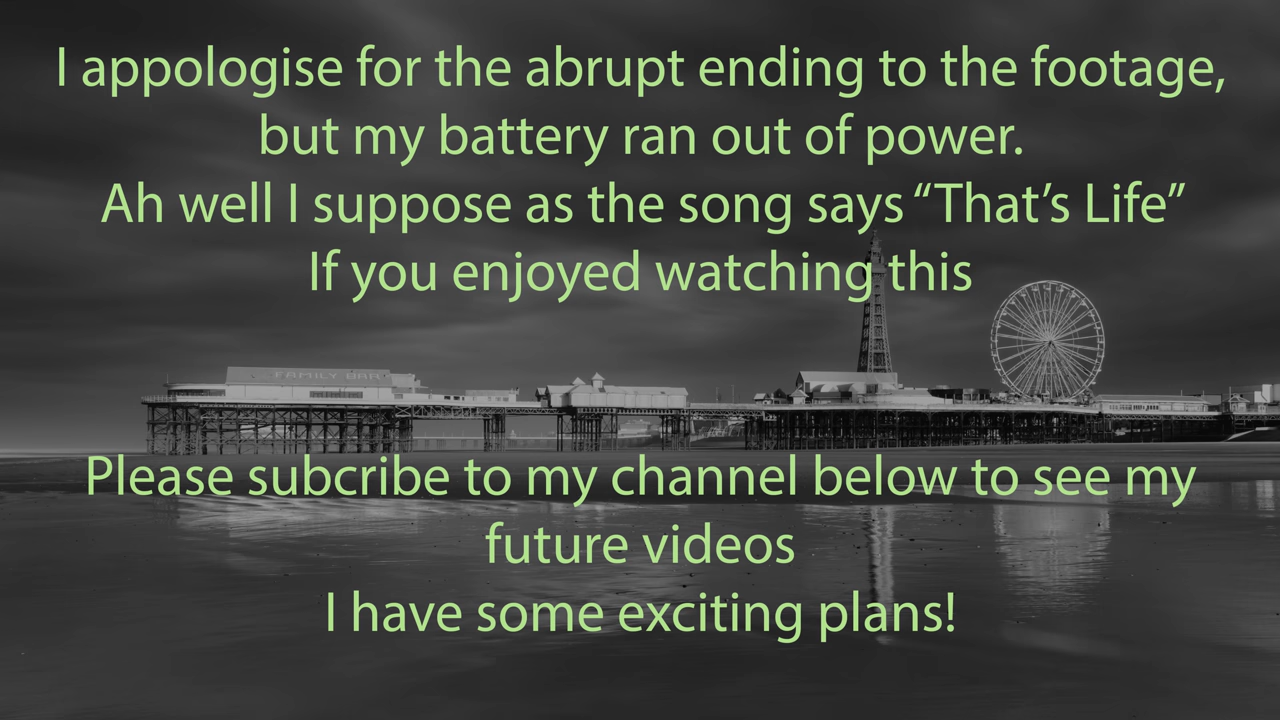 I appologise for the abrupt ending to the footage,
but my battery ran out of power.
Ah well I suppose as the song says “That’s Life”
If you enjoyed watching this
FAMILY BAR
Please subcribe to my channel below to see my
future videos
I have some exciting plans!